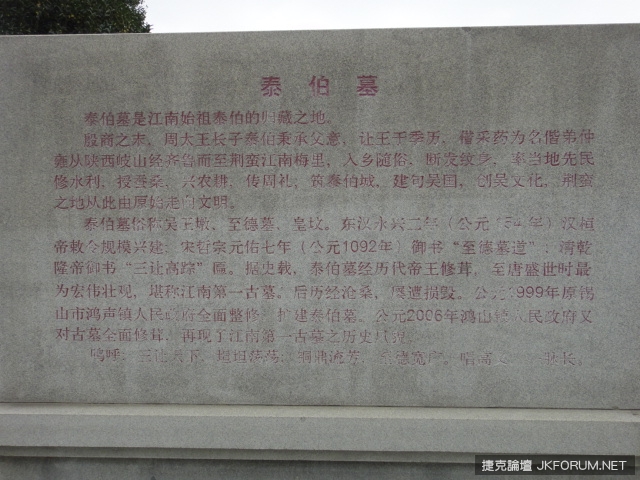 泰伯墓
泰伯墓是江南始祖泰伯的归藏之地。
殷商之末,周太王长子泰伯秉承父意,让王于季历,借采药为名偕弟仲
雍从陕西岐山经齐鲁而至荆蛮江南梅里,入乡随俗、断发纹身,率当地先民
修水利,授蚕桑、兴农耕,传周礼;筑泰伯城、建句吴国,创吴文化,荆蛮
之地从此由原始走向文明。
泰伯墓俗称吴王墩、至德墓、皇坟。东汉永兴二年(公元154年)汉桓
帝敕令规模兴建;宋哲宗元佑七年(公元1092年)御书“至德墓道”;清乾
隆帝御书“三让高踪”匾。据史载,泰伯墓经历代帝王修茸,至唐盛世时最
为宏伟壮观,堪称江南第一古墓。后历经沧桑,屡遭损毁。公元1999年原锡
山市鸿声镇人民政府全面整修、扩建泰伯墓。公元2006年鸿山镇人民政府又
对古墓全面修茸,再现了江南第一古墓之历史
呜呼:三让天下,
捷克論壇 JKFORUM.NET